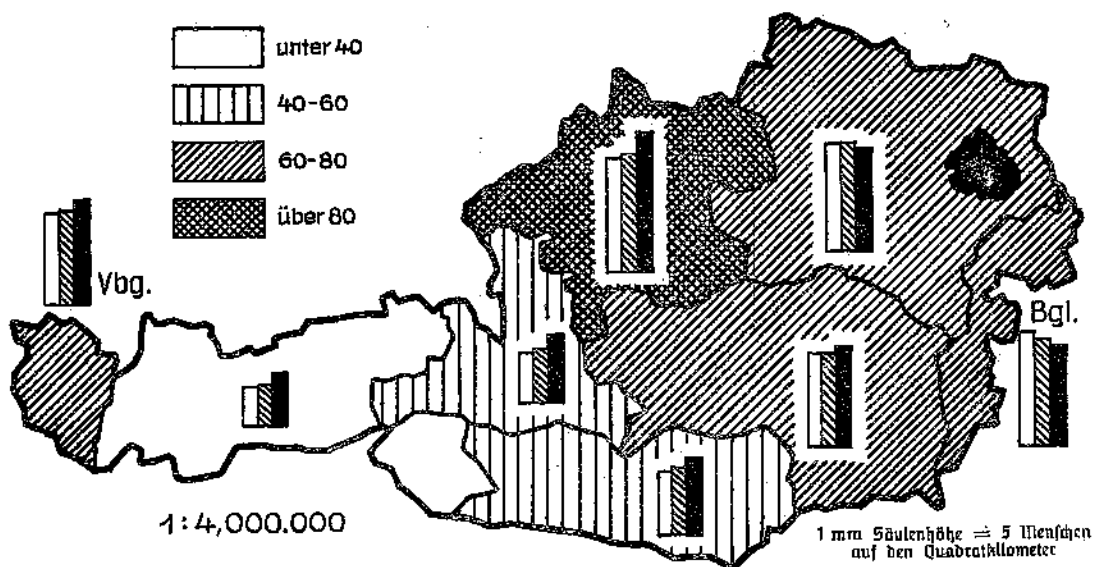 unter 40
40-60
60-80
über 80
Vbg.
Bgl.
1:4,000.000
1 mm Säulenhöhe = 5 Menschen
auf den Quadratkilometer